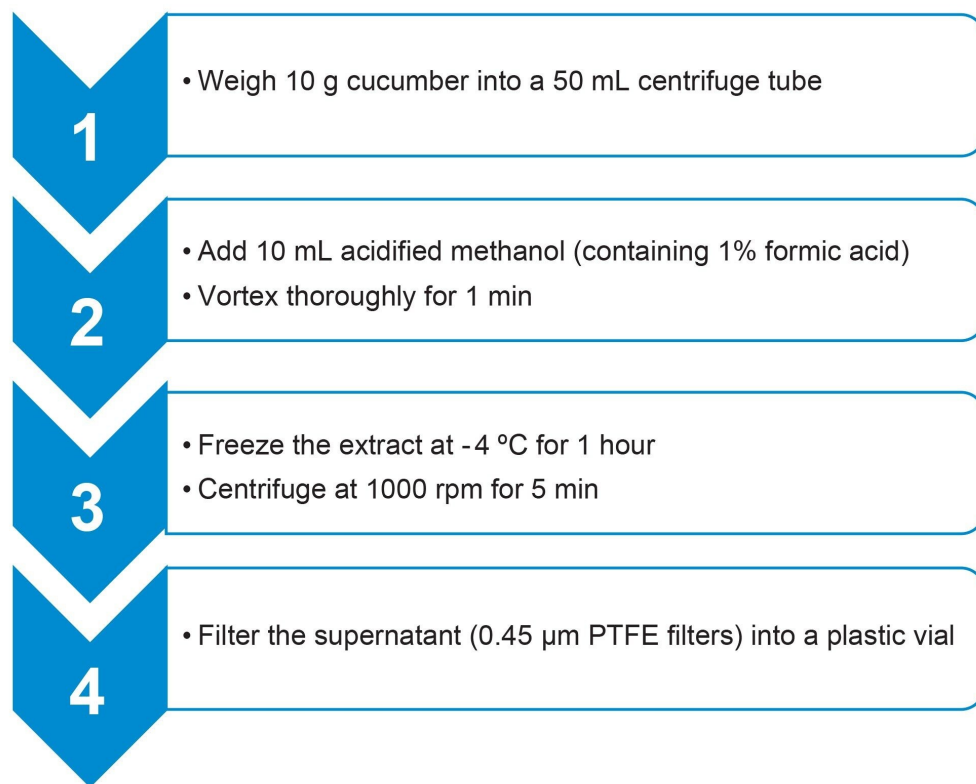 1
• Weigh 10 g cucumber into a 50 mL centrifuge tube
2
• Add 10 mL acidified methanol (containing 1% formic acid)
• Vortex thoroughly for 1 min
3
• Freeze the extract at -4 ºC for 1 hour
• Centrifuge at 1000 rpm for 5 min
4
• Filter the supernatant (0.45 µm PTFE filters) into a plastic vial